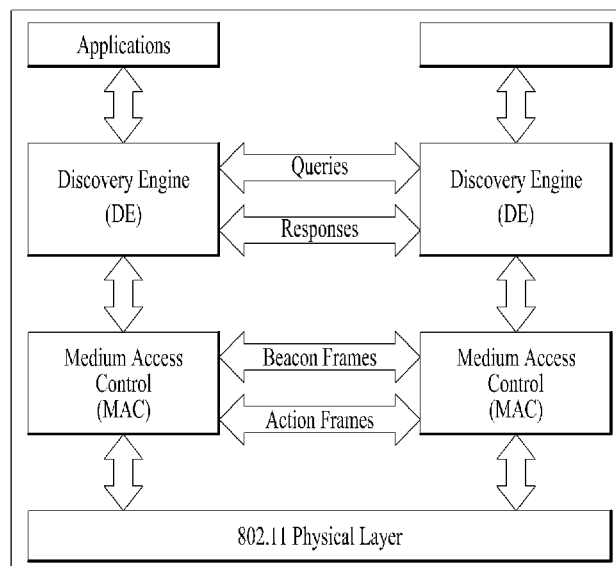 Applications
Discovery Engine
(DE)
Queries
Responses
Discovery Engine
(DE)
Medium Access
Control
(MAC)
Beacon Frames
Action Frames
Medium Access
Control
(MAC)
802.11 Physical Layer